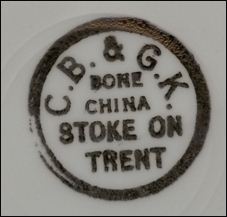 C.B. & G.K.
BONE
CHINA
STOKE ON
TRENT